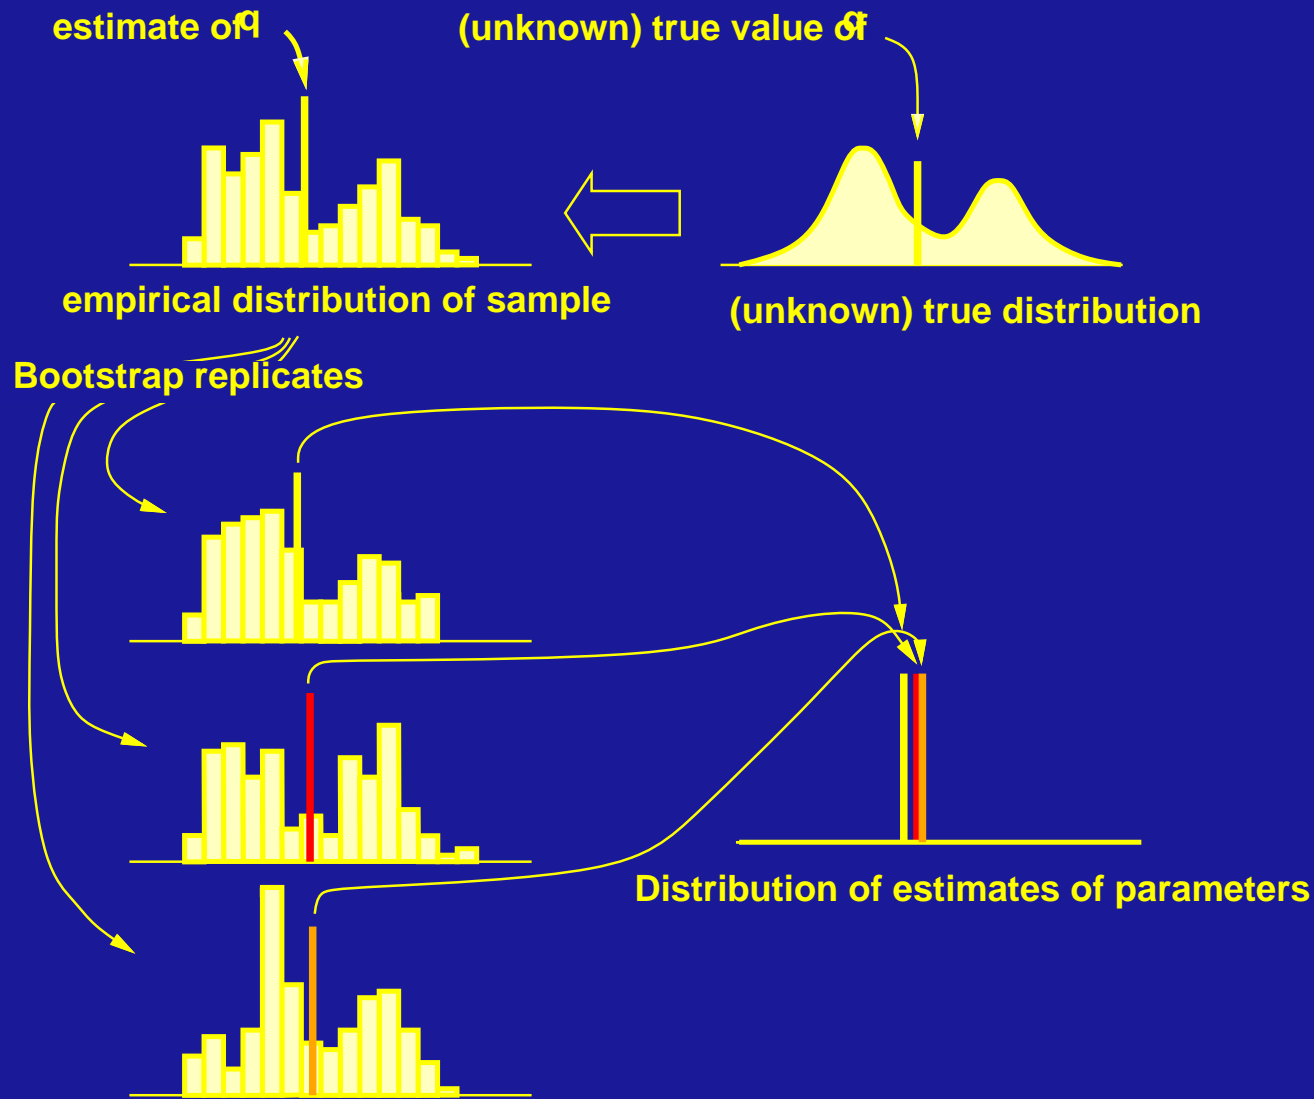 estimate of q
(unknown) true value of q
empirical distribution of sample
(unknown) true distribution
Bootstrap replicates
Distribution of estimates of parameters